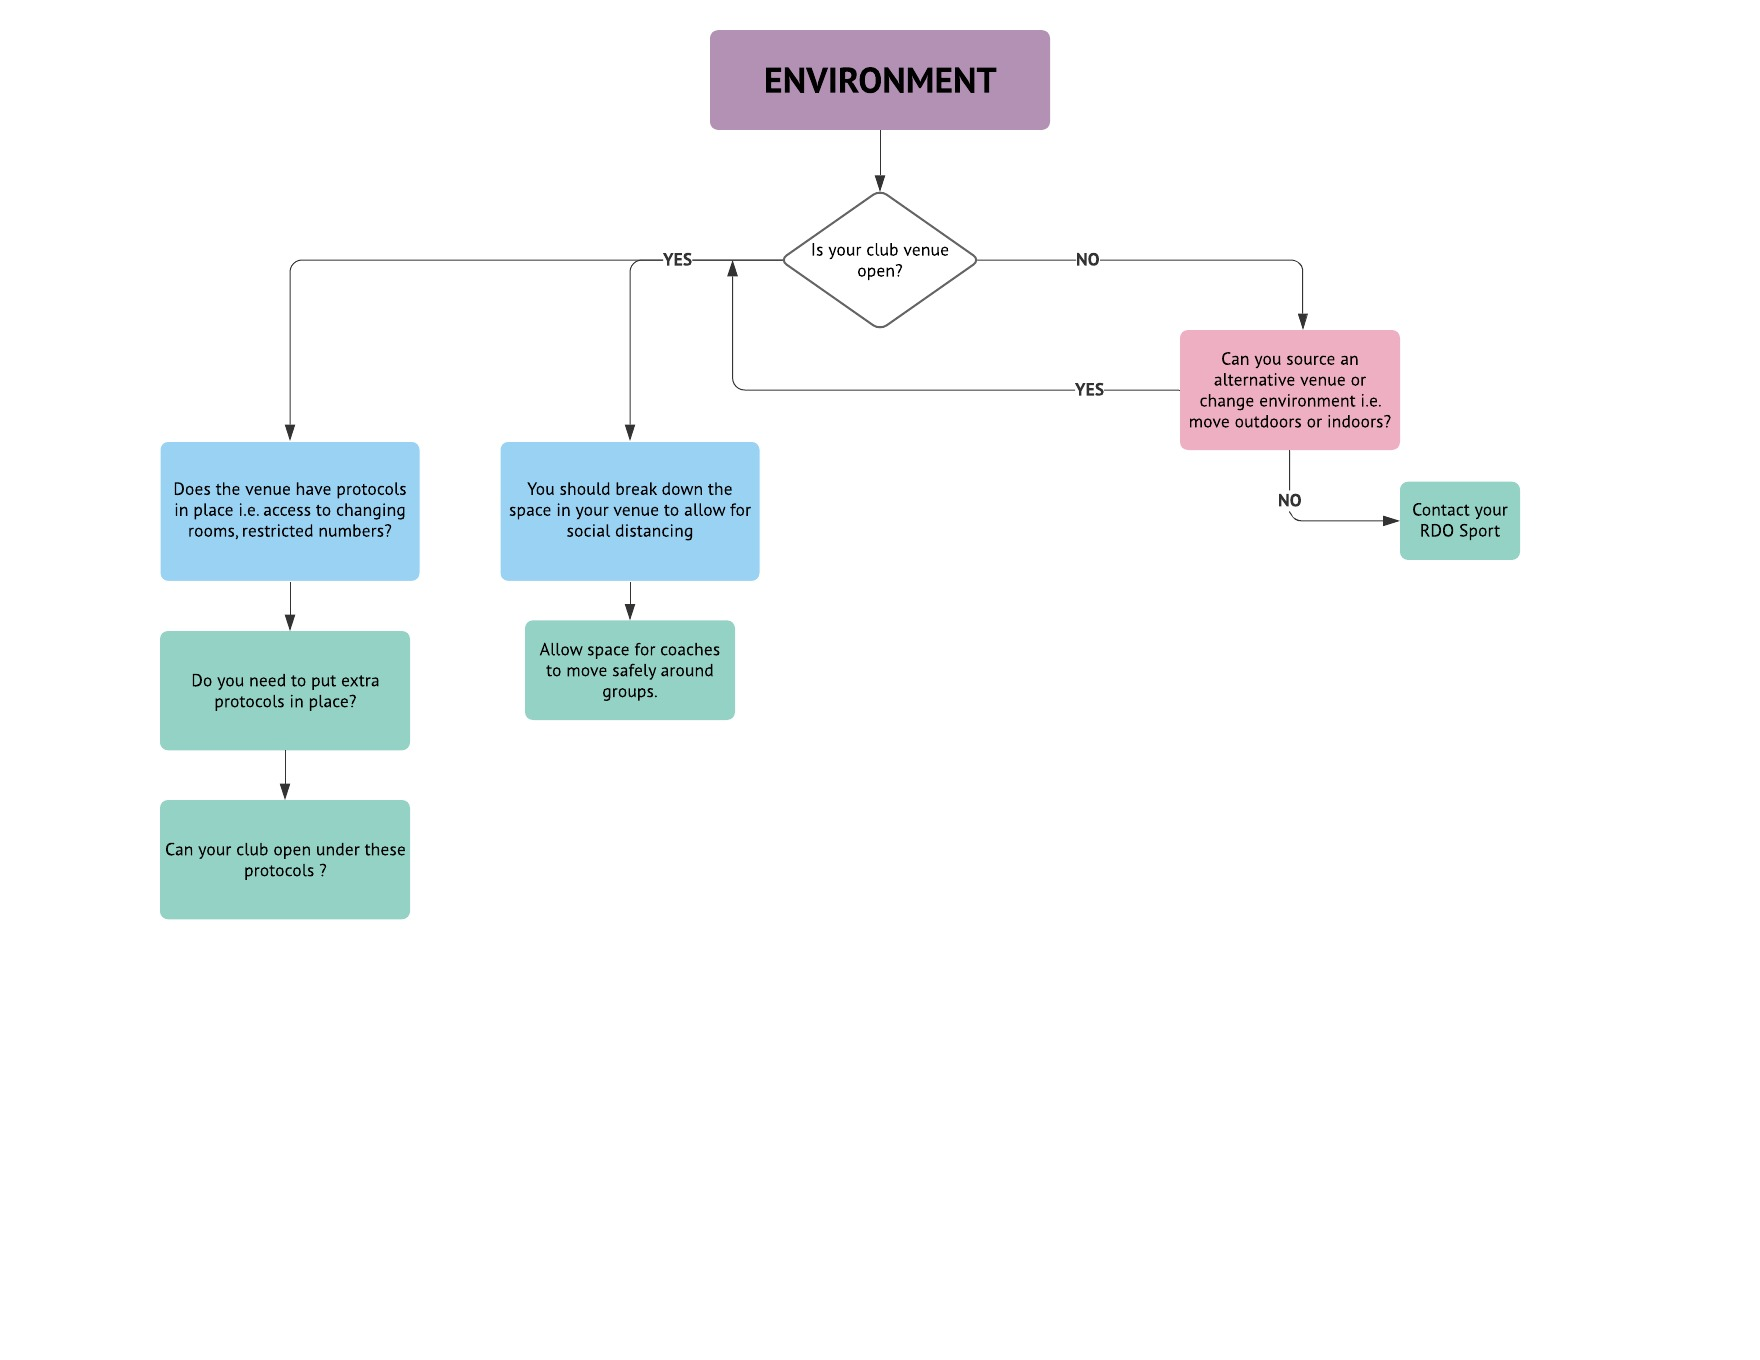 ENVIRONMENT
Is your club venue
open?
YES
NO
Can you source an
alternative venue or
change environment i.e.
move outdoors or indoors?
YES
NO
Contact your
RDO Sport
Does the venue have protocols
in place i.e. access to changing
rooms, restricted numbers?
You should break down the
space in your venue to allow for
social distancing
Do you need to put extra
protocols in place?
Allow space for coaches
to move safely around
groups.
Can your club open under these
protocols ?